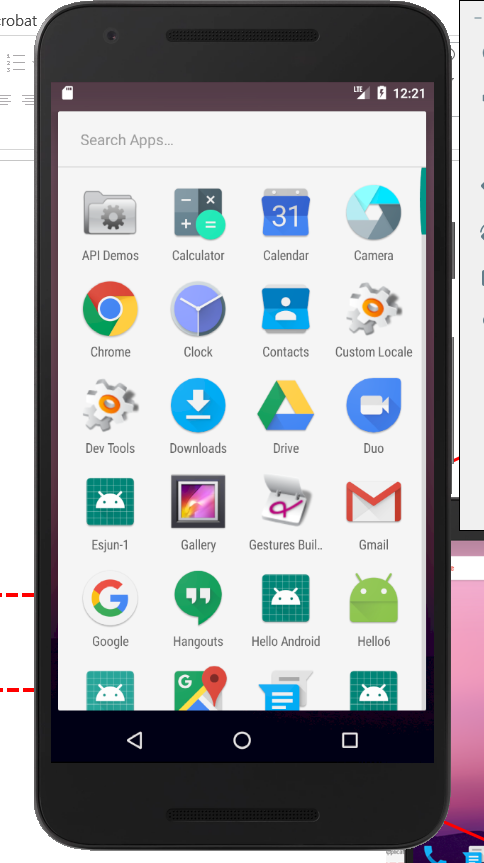 crobat
LTE 12:21
Search Apps...
31
API Demos Calculator Calendar Camera
Chrome Clock Contacts Custom Locale
Dev Tools Downloads Drive Duo
Esjun-1 Gallery Gestures Buil.. Gmail
G
Google Hangouts Hello Android Hello6
G